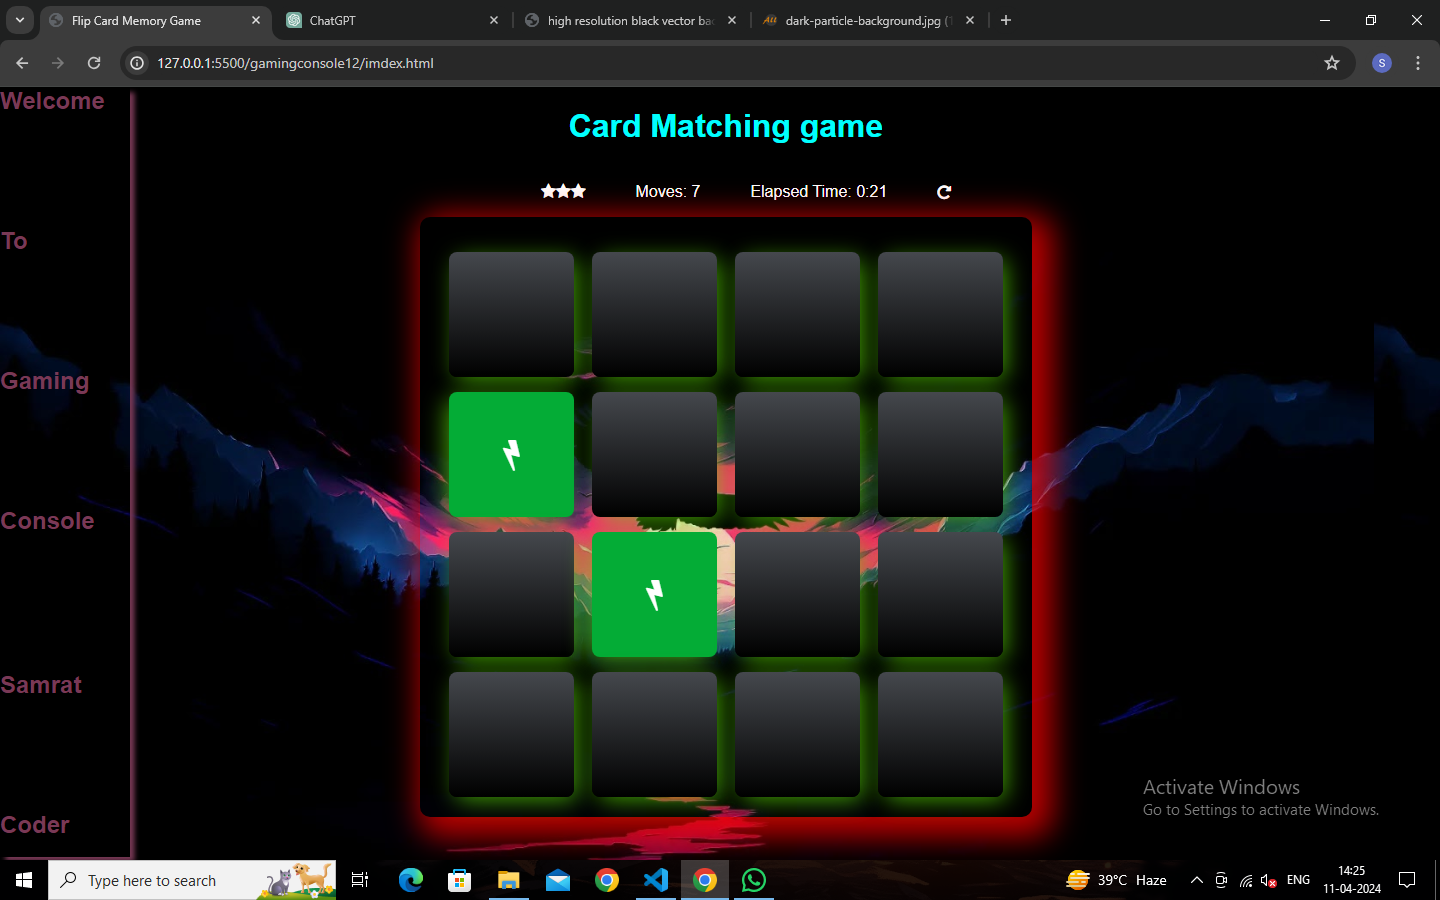 Flip Card Memory Game
ChatGPT
high resolution black vector bac
dark-particle-background.jpg (1
127.0.0.1:5500/gamingconsole12/imdex.html
S
Welcome
To
Gaming
Console
Samrat
Coder
Card Matching game
Moves: 7
Elapsed Time: 0:21
Activate Windows
Go to Settings to activate Windows.
Type here to search
39°C Haze
ENG
14:25
11-04-2024